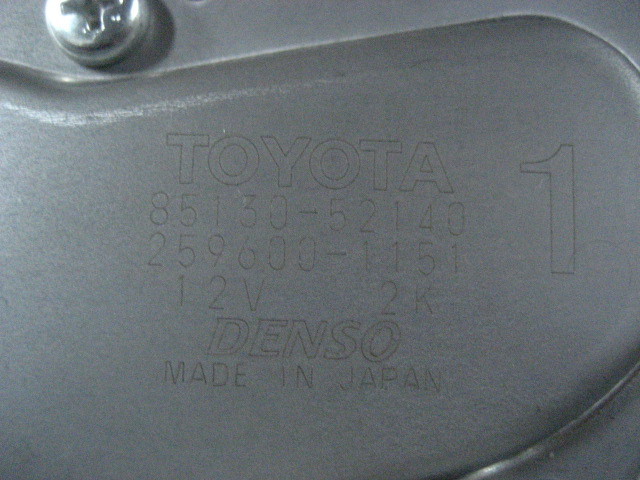 TOYOTA
85130-52140
259600-1151
12V 2K
DENSO
MADE IN JAPAN
1